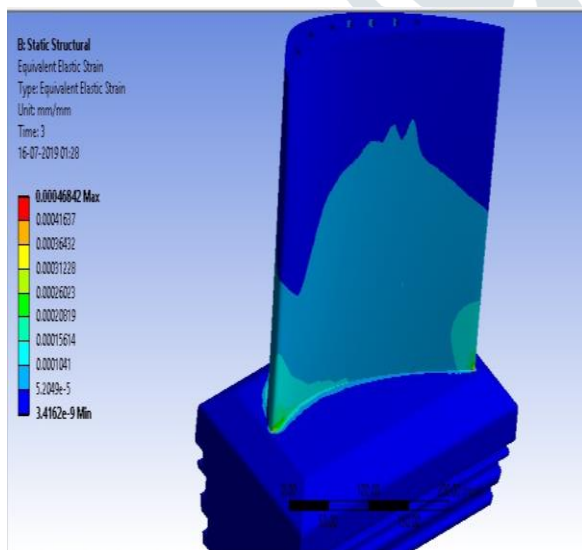 B: Static Structural
Equivalent Elastic Strain
Type: Equivalent Elastic Strain
Unit: mm/mm
Time: 3
16-07-2019 01:28
0.00046842 Max
0.00041637
0.00036432
0.00031228
0.00026023
0.00020819
0.00015614
0.0001041
5.2049e-5
3.4162e-9 Min